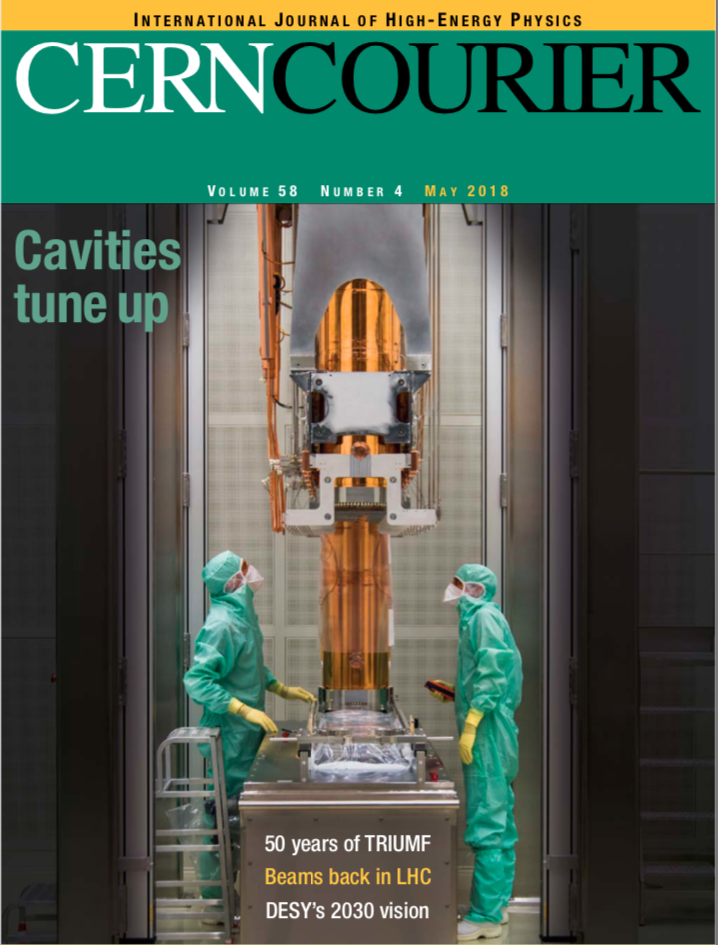 INTERNATIONAL JOURNAL OF HIGH-ENERGY PHYSICS
CERNCOURIER
VOLUME 58 NUMBER 4 MAY 2018
Cavities
tune up
50 years of TRIUMF
Beams back in LHC
DESY's 2030 vision